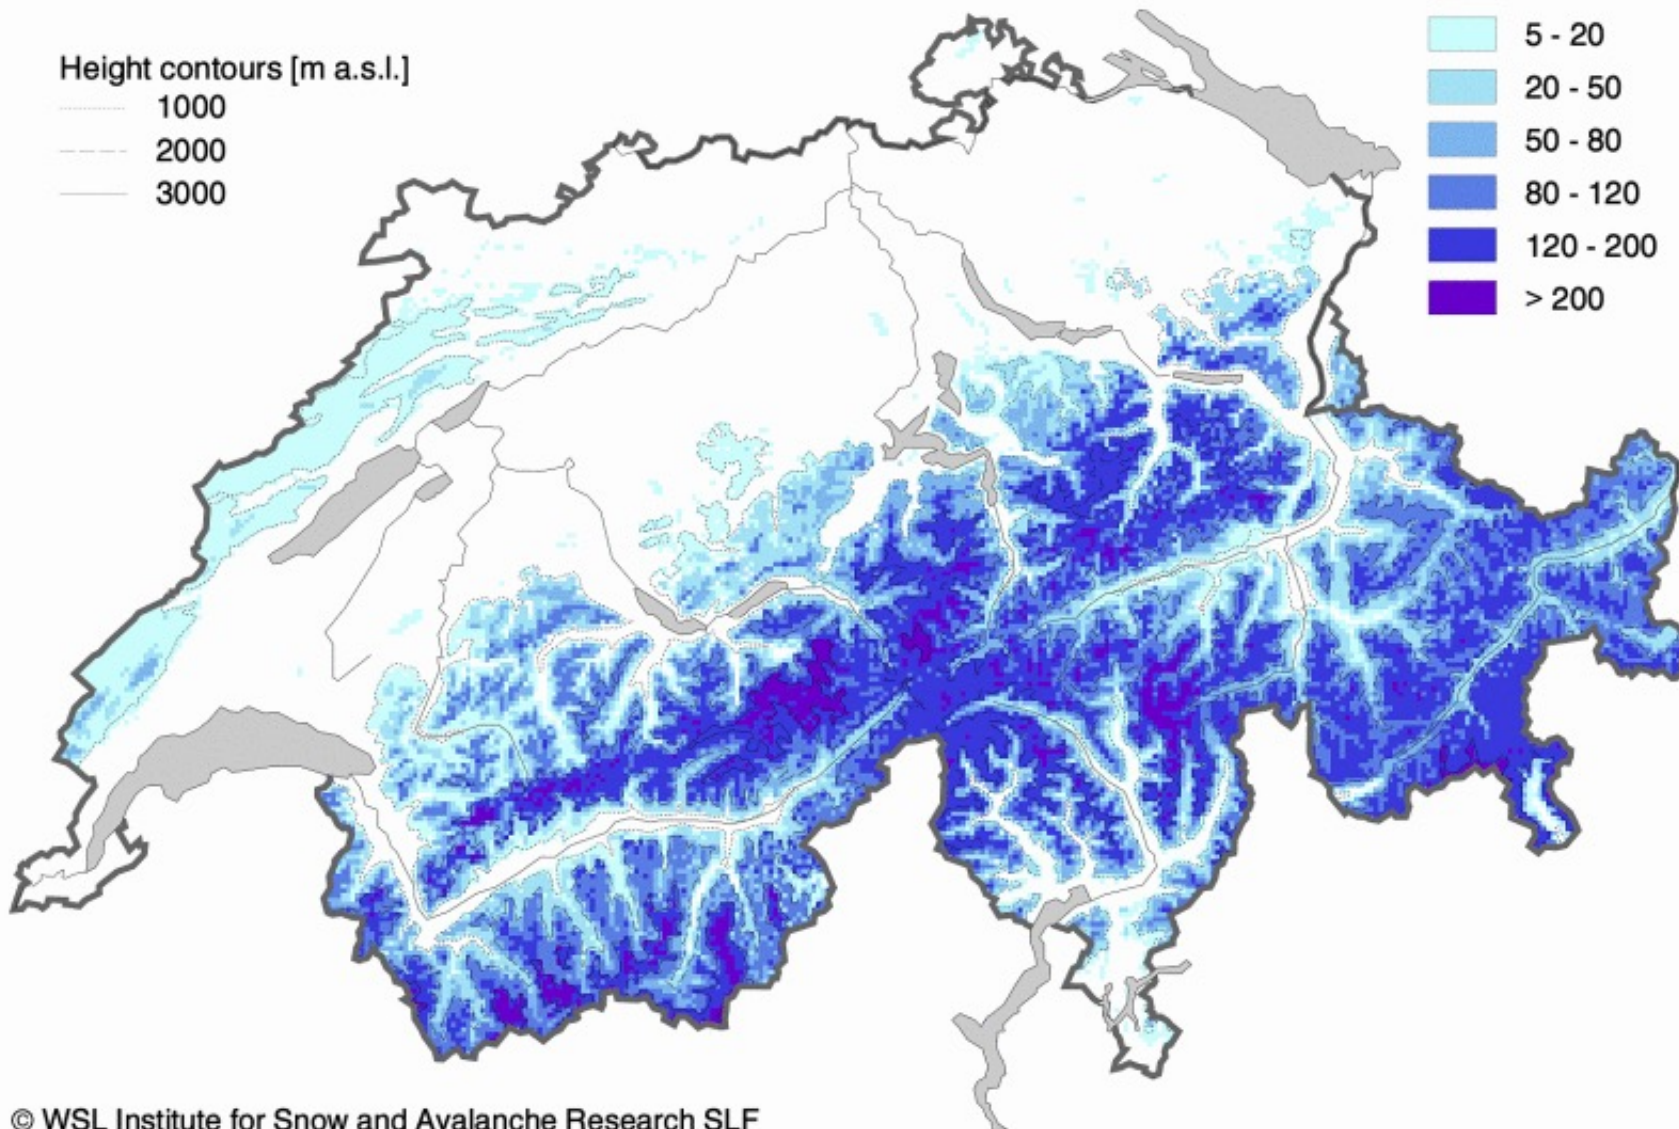 Height contours [m a.s.l.]
1000
2000
3000
5 - 20
20 - 50
50 - 80
80 - 120
120 - 200
> 200
© WSL Institute for Snow and Avalanche Research SLF